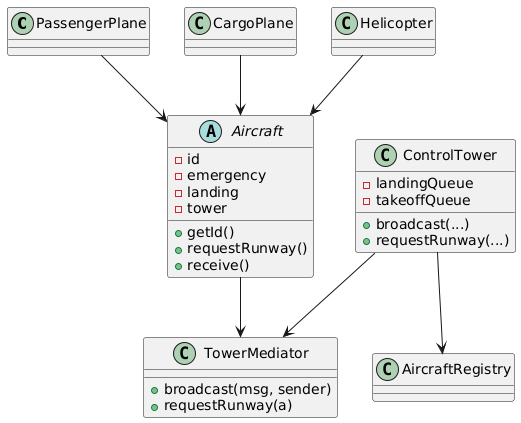 C PassengerPlane
C CargoPlane
C Helicopter
A Aircraft
id
emergency
landing
tower
getId()
requestRunway()
receive()
C ControlTower
landingQueue
takeoffQueue
broadcast(...)
requestRunway(...)
C TowerMediator
broadcast(msg, sender)
requestRunway(a)
C AircraftRegistry